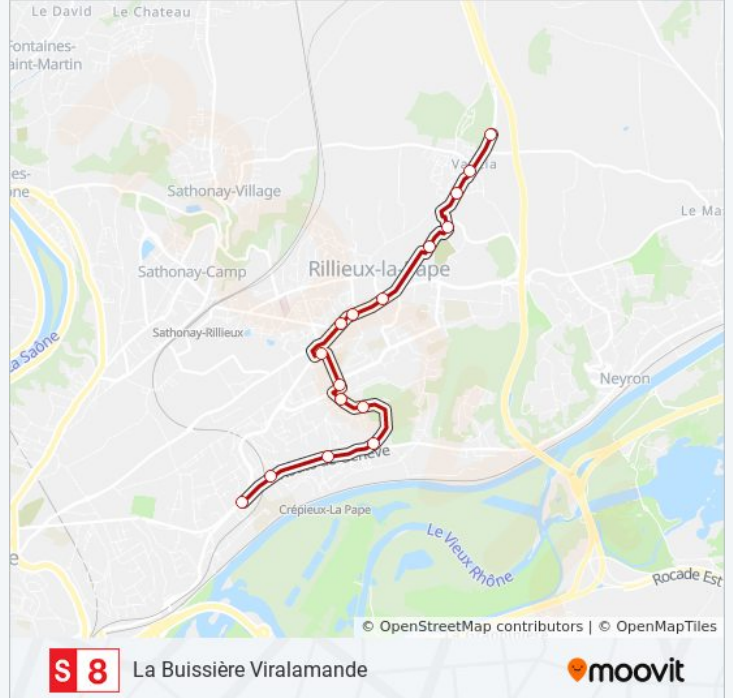 Le David
Le Chateau
Fontaines-
aint-Martin
Sathonay-Village
Sathonay-Camp
Rillieux-la-Pape
Le Ma
Sathonay-Rillieux
La Saône
Neyron
Crépieux-La Pape
Le Vieux
Rhône
Rocade Est
© OpenStreetMap contributors | © OpenMapTiles
S 8 La Buissière Viralamande
moovit